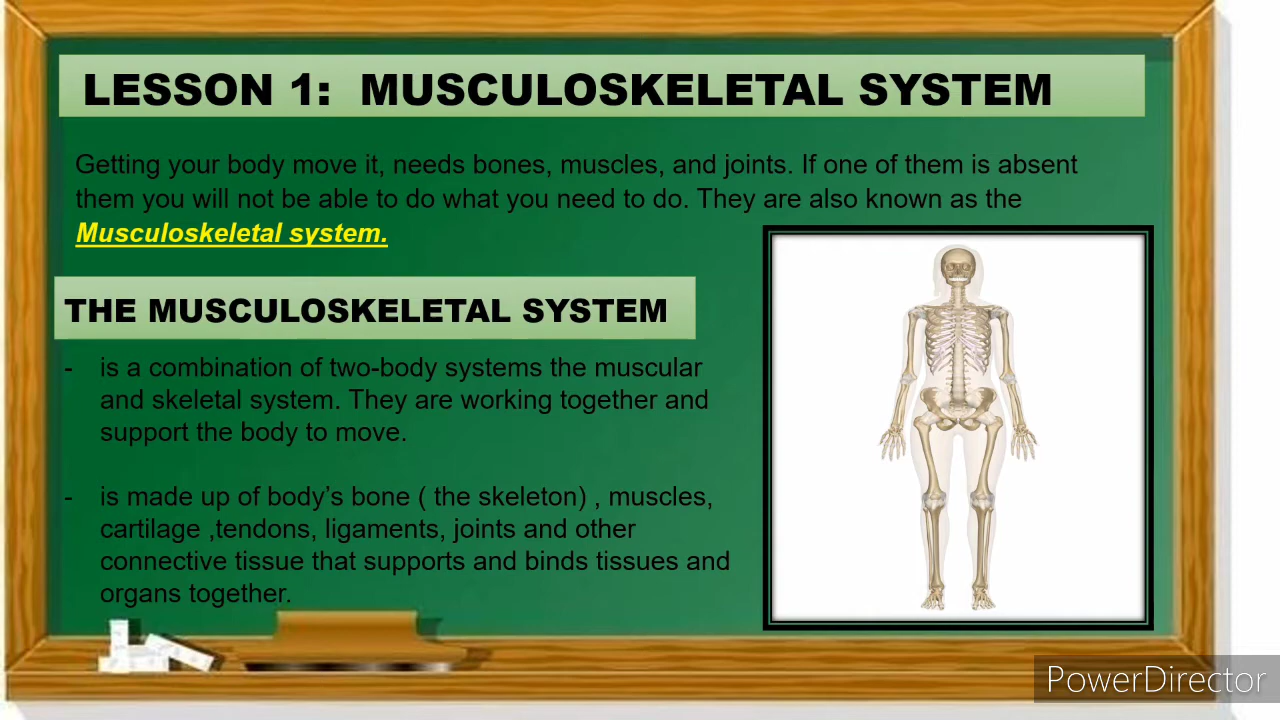 LESSON 1: MUSCULOSKELETAL SYSTEM
Getting your body move it, needs bones, muscles, and joints. If one of them is absent
them you will not be able to do what you need to do. They are also known as the
Musculoskeletal system.
THE MUSCULOSKELETAL SYSTEM
- is a combination of two-body systems the muscular
and skeletal system. They are working together and
support the body to move.
- is made up of body’s bone ( the skeleton) , muscles,
cartilage ,tendons, ligaments, joints and other
connective tissue that supports and binds tissues and
organs together.
PowerDirector